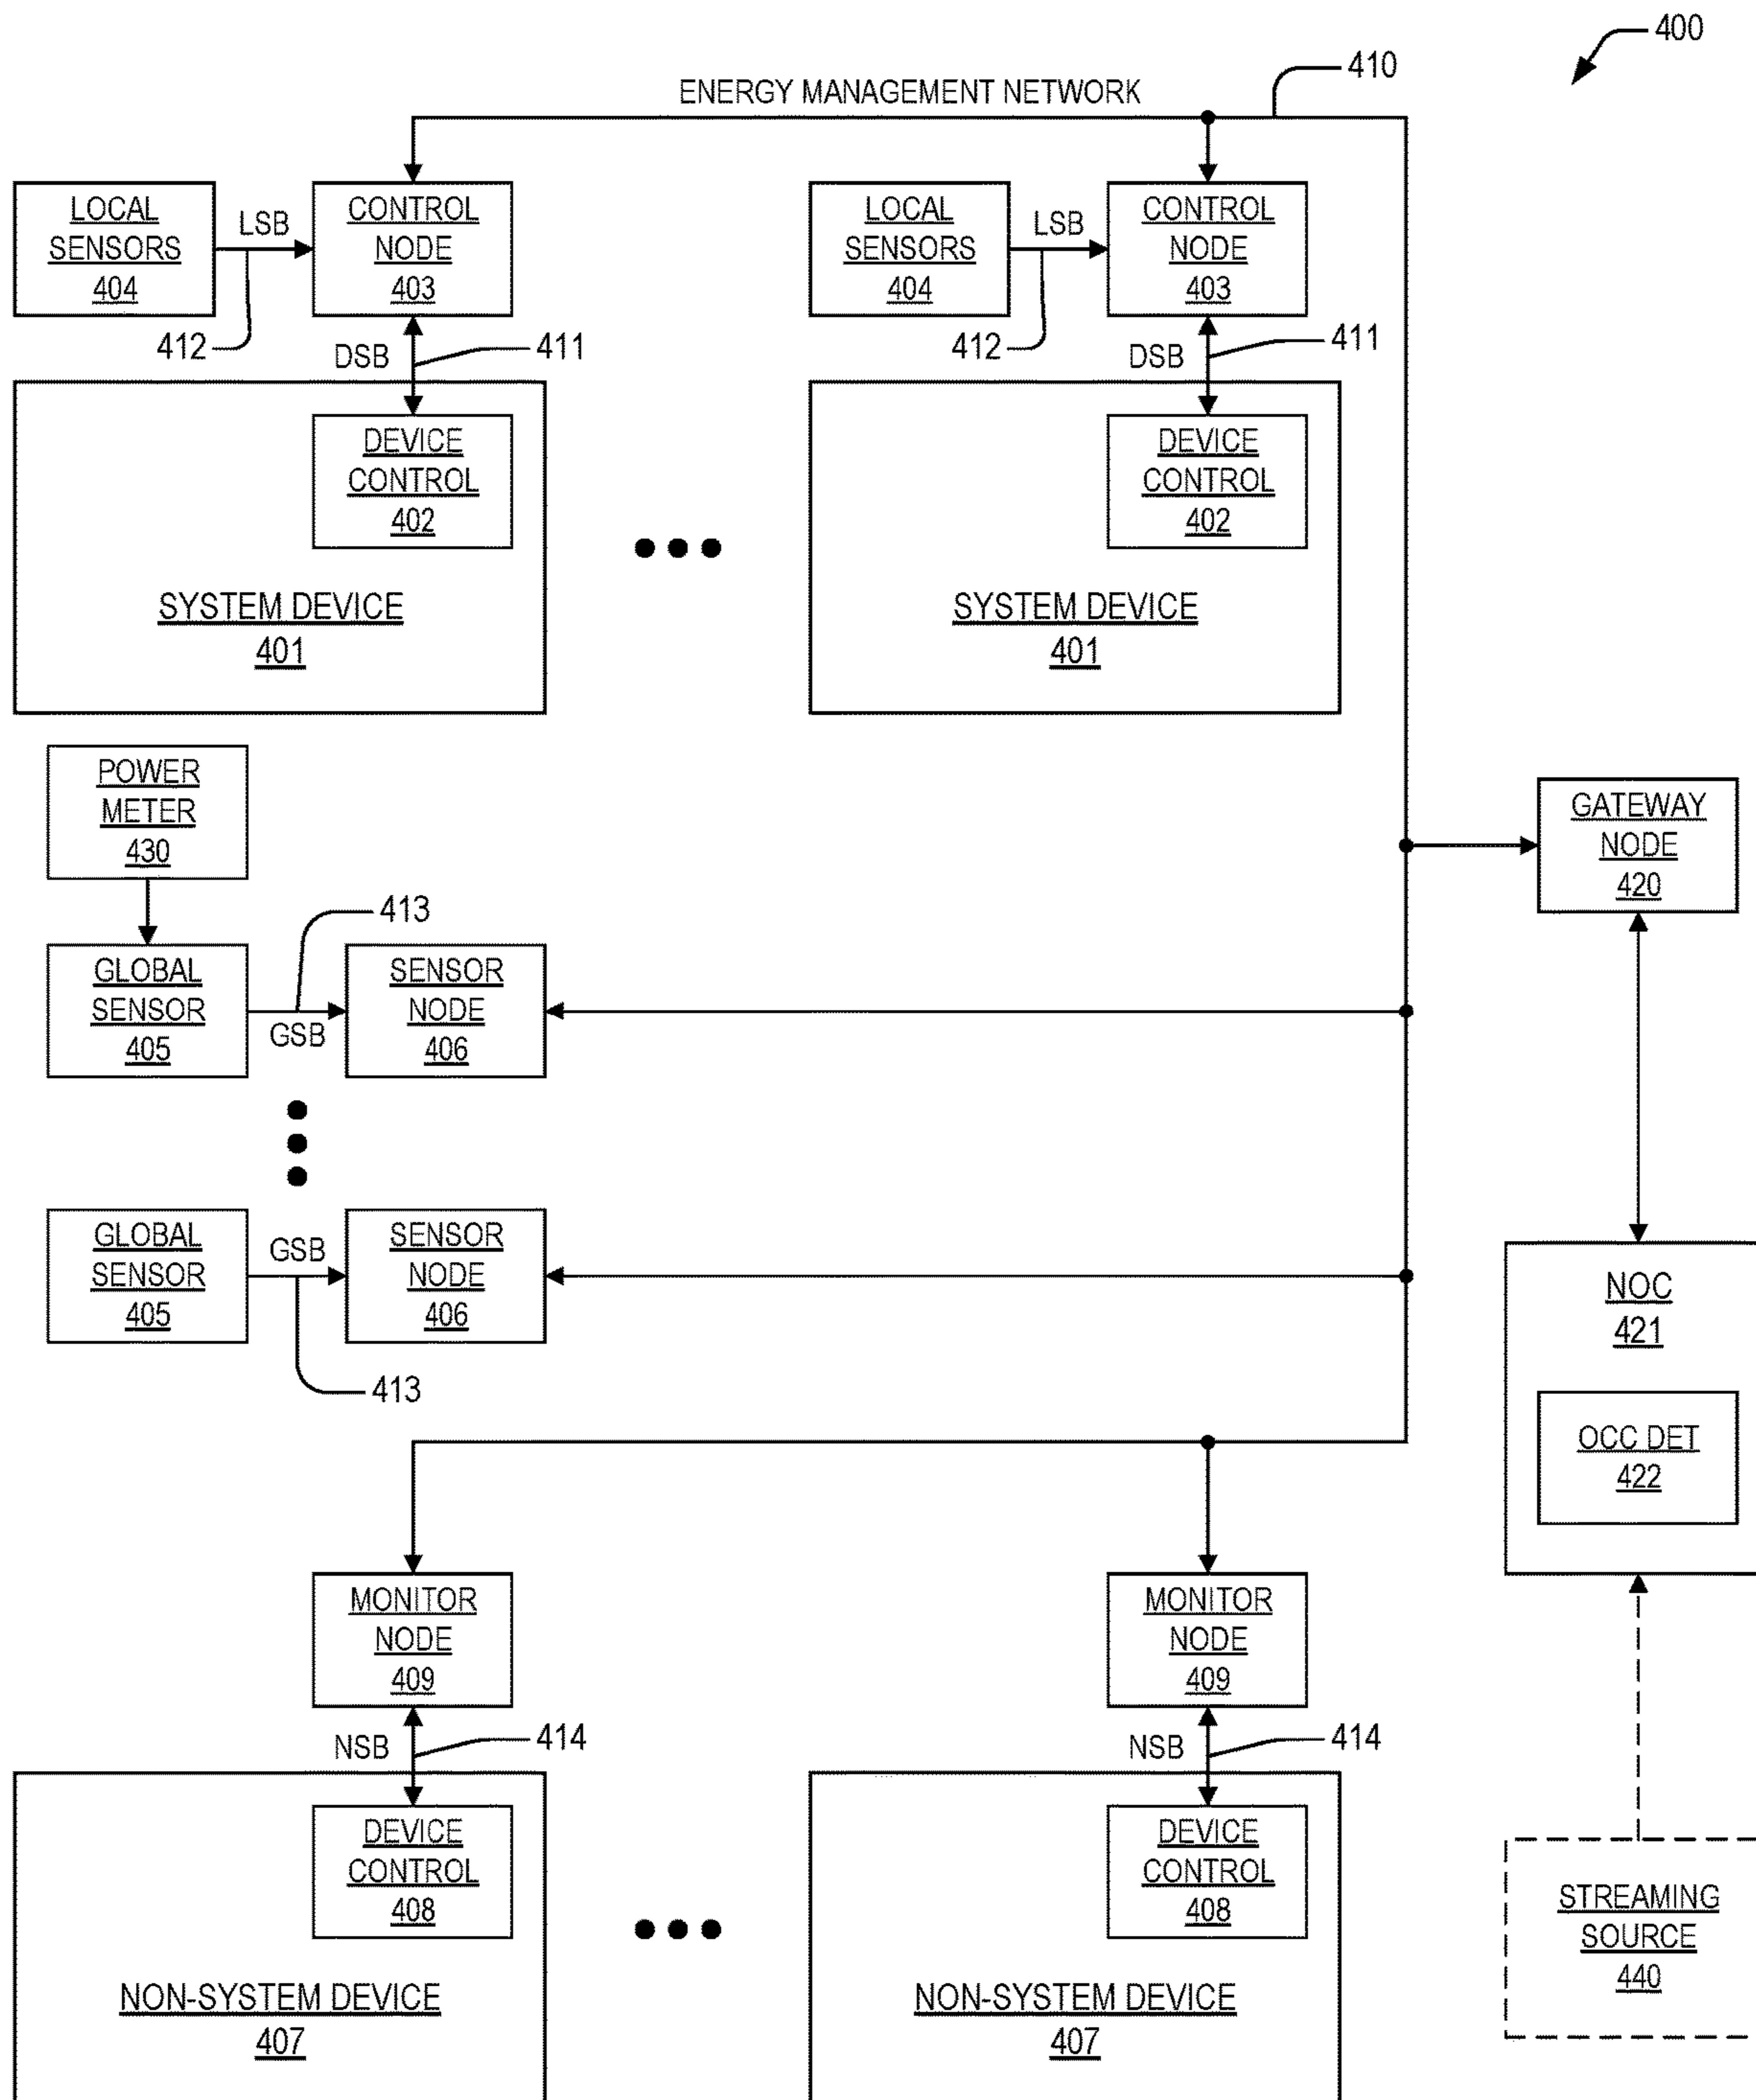 400
410
ENERGY MANAGEMENT NETWORK
LOCAL
SENSORS
404
LSB
412
CONTROL
NODE
403
DSB
411
DEVICE
CONTROL
402
SYSTEM DEVICE
401
LOCAL
SENSORS
404
LSB
412
CONTROL
NODE
403
DSB
411
DEVICE
CONTROL
402
SYSTEM DEVICE
401
POWER
METER
430
GLOBAL
SENSOR
405
413
GSB
SENSOR
NODE
406
GLOBAL
SENSOR
405
GSB
413
SENSOR
NODE
406
GATEWAY
NODE
420
NOC
421
OCC DET
422
MONITOR
NODE
409
NSB
414
DEVICE
CONTROL
408
NON-SYSTEM DEVICE
407
MONITOR
NODE
409
NSB
414
DEVICE
CONTROL
408
NON-SYSTEM DEVICE
407
STREAMING
SOURCE
440